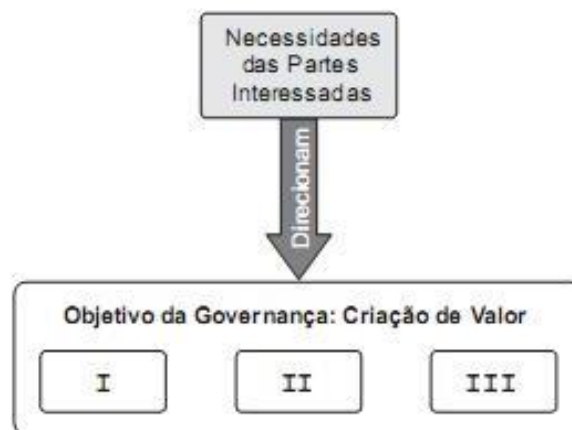 Necessidades
das Partes
Interessadas
Direcionam
Objetivo da Governança: Criação de Valor
I
II
III